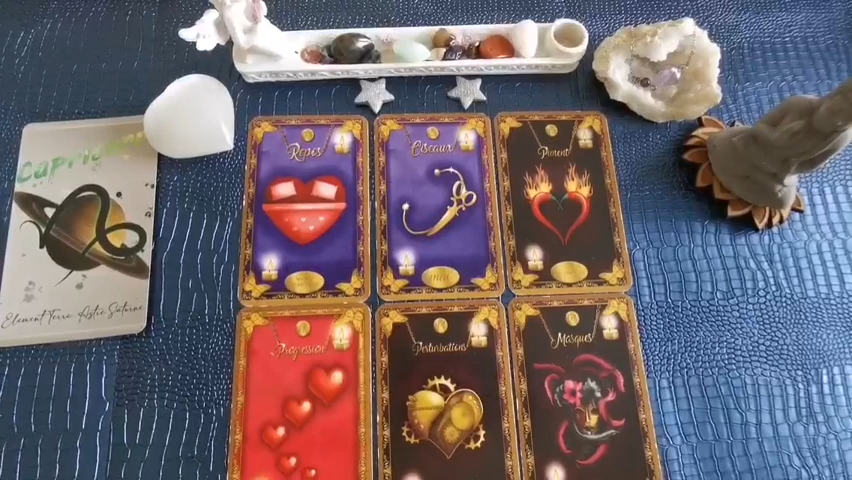 Capricorne
Element Terre Astre Saturne
Repos
Ciseaux
Piment
Progression
Perturbations
Masques